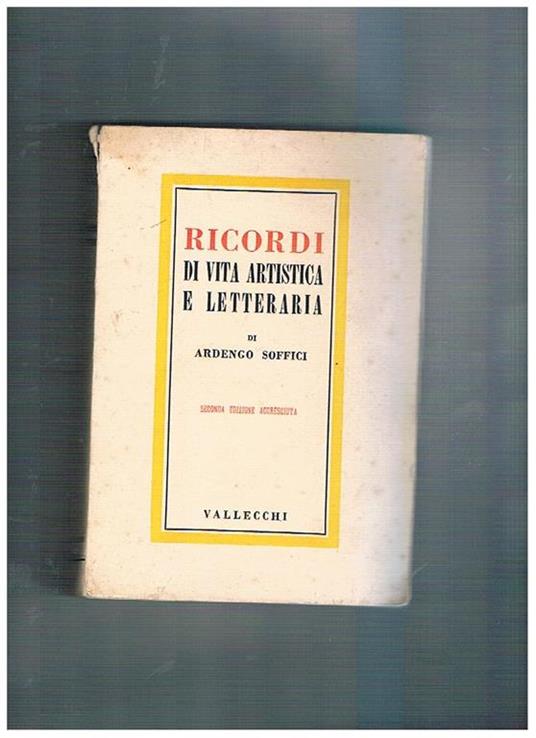 RICORDI
DI VITA ARTISTICA
E LETTERARIA
DI
ARDENGO SOFFICI
SECONDA EDIZIONE ACCRESCIUTA
VALLECCHI